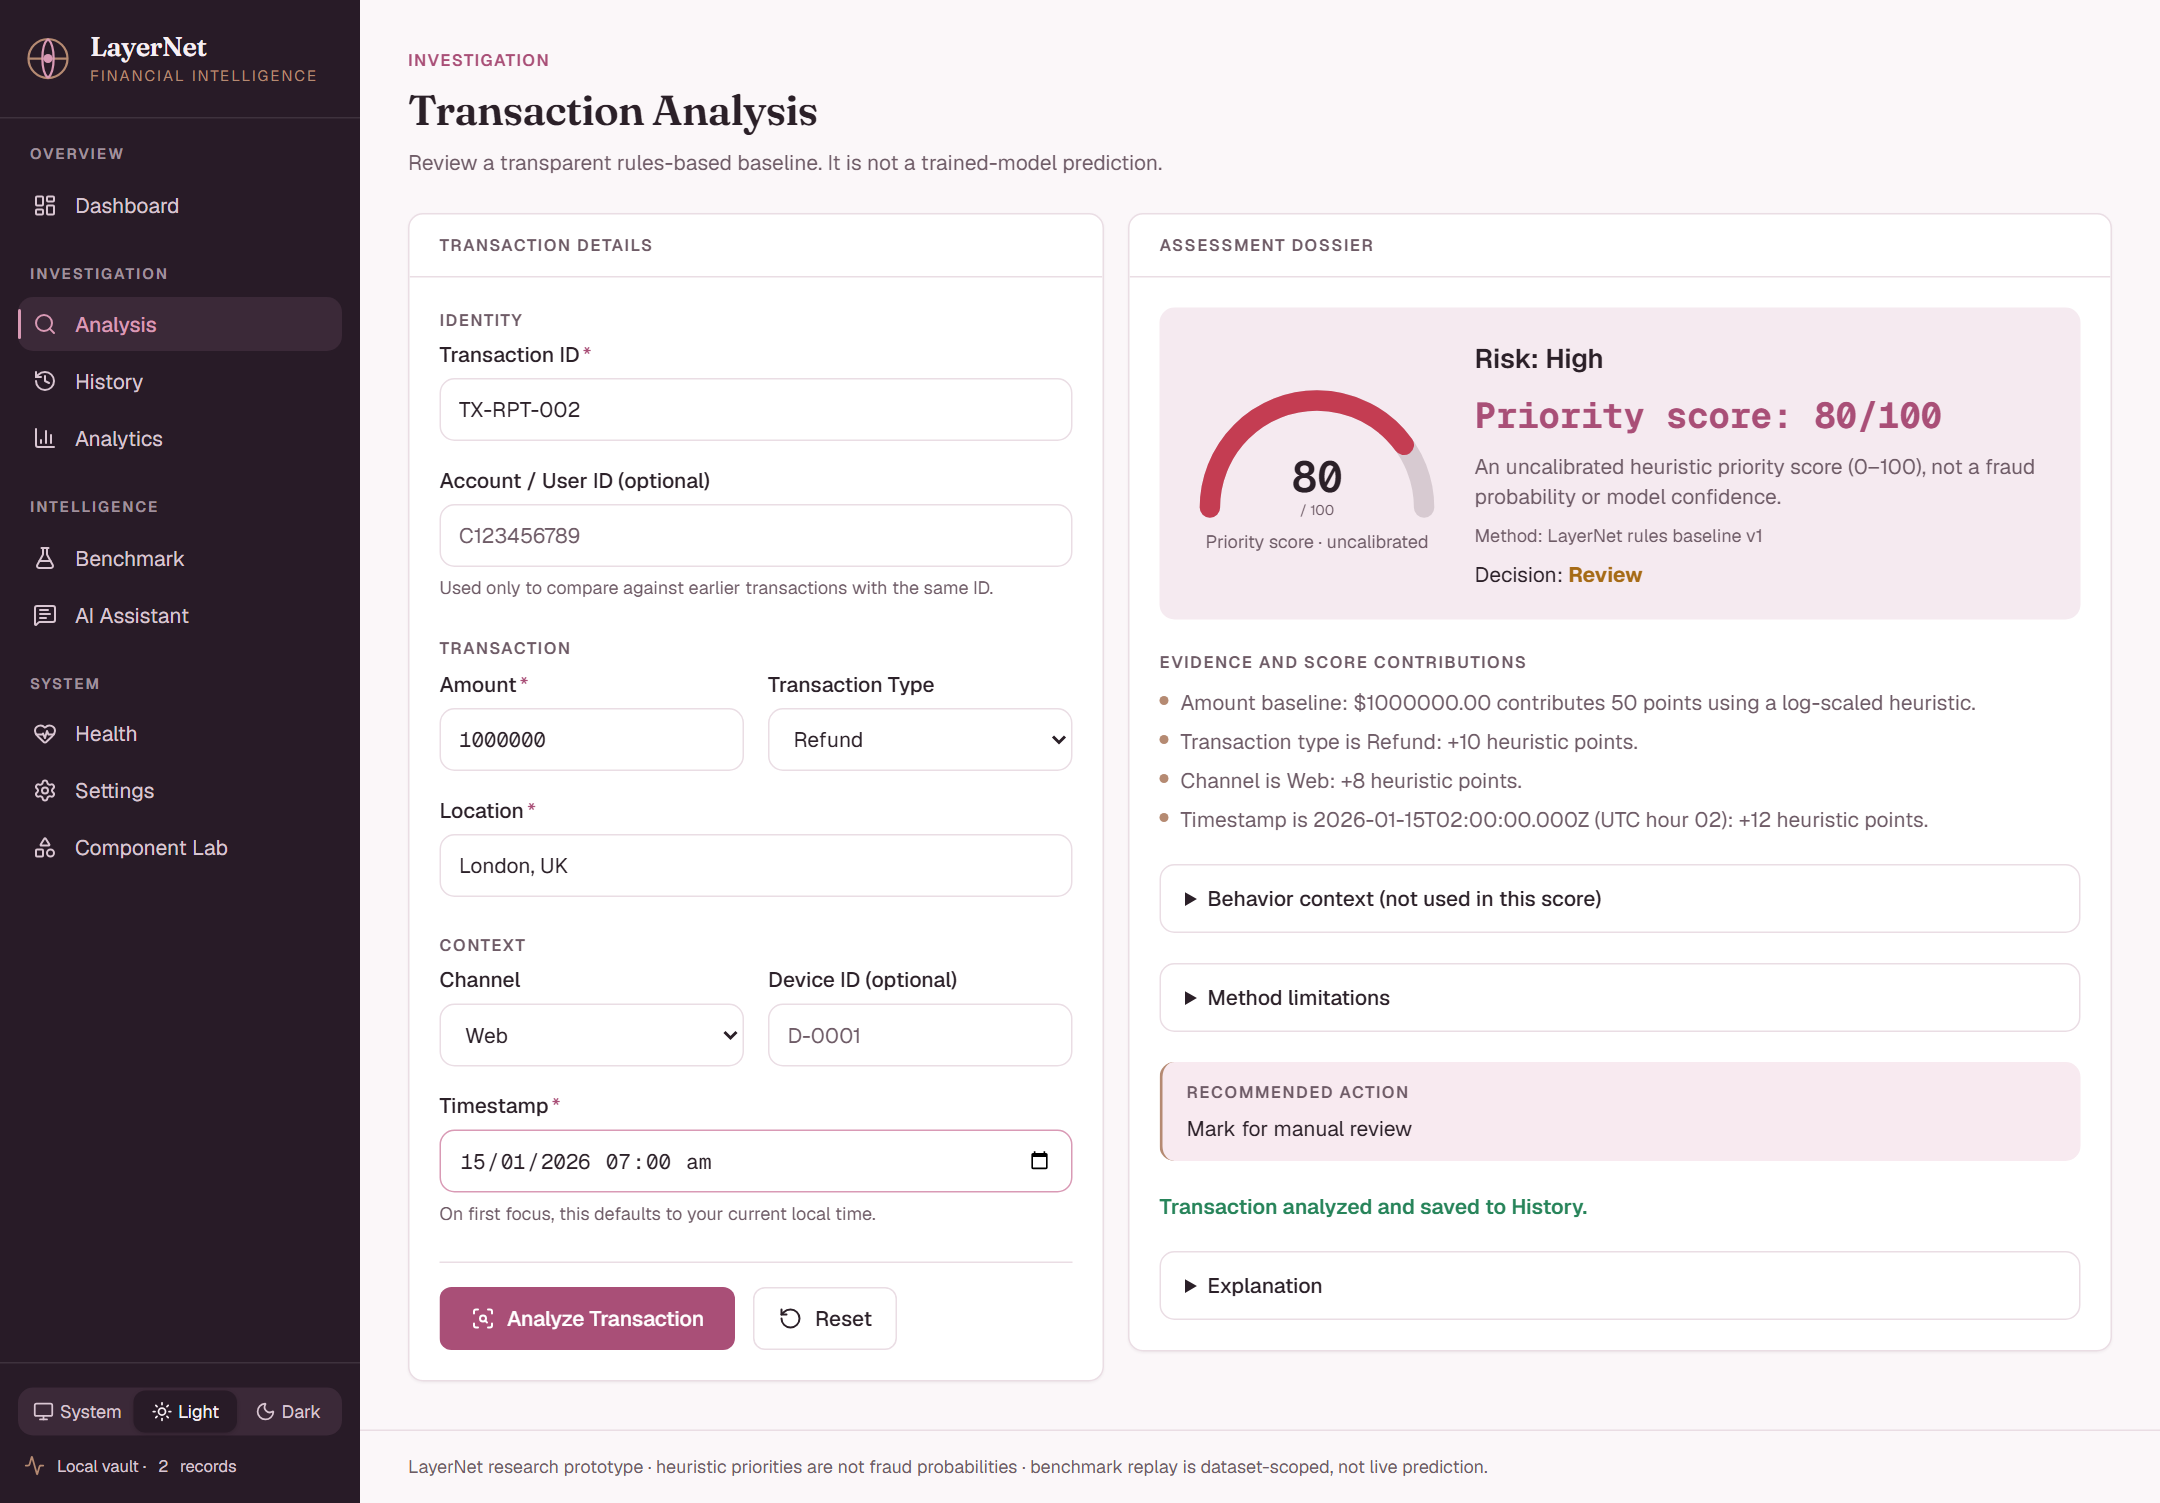 LayerNet
FINANCIAL INTELLIGENCE
OVERVIEW
Dashboard
INVESTIGATION
Analysis
History
Analytics
INTELLIGENCE
Benchmark
AI Assistant
SYSTEM
Health
Settings
Component Lab
System Light Dark
Local vault · 2 records
INVESTIGATION
Transaction Analysis
Review a transparent rules-based baseline. It is not a trained-model prediction.
TRANSACTION DETAILS
IDENTITY
Transaction ID *
TX-RPT-002
Account / User ID (optional)
C123456789
Used only to compare against earlier transactions with the same ID.
TRANSACTION
Amount * Transaction Type
1000000 Refund
Location *
London, UK
CONTEXT
Channel Device ID (optional)
Web D-0001
Timestamp *
15/01/2026 07:00 am
On first focus, this defaults to your current local time.
Analyze Transaction Reset
ASSESSMENT DOSSIER
80
/ 100
Priority score · uncalibrated
Risk: High
Priority score: 80/100
An uncalibrated heuristic priority score (0–100), not a fraud
probability or model confidence.
Method: LayerNet rules baseline v1
Decision: Review
EVIDENCE AND SCORE CONTRIBUTIONS
Amount baseline: $1000000.00 contributes 50 points using a log-scaled heuristic.
Transaction type is Refund: +10 heuristic points.
Channel is Web: +8 heuristic points.
Timestamp is 2026-01-15T02:00:00.000Z (UTC hour 02): +12 heuristic points.
Behavior context (not used in this score)
Method limitations
RECOMMENDED ACTION
Mark for manual review
Transaction analyzed and saved to History.
Explanation
LayerNet research prototype · heuristic priorities are not fraud probabilities · benchmark replay is dataset-scoped, not live prediction.